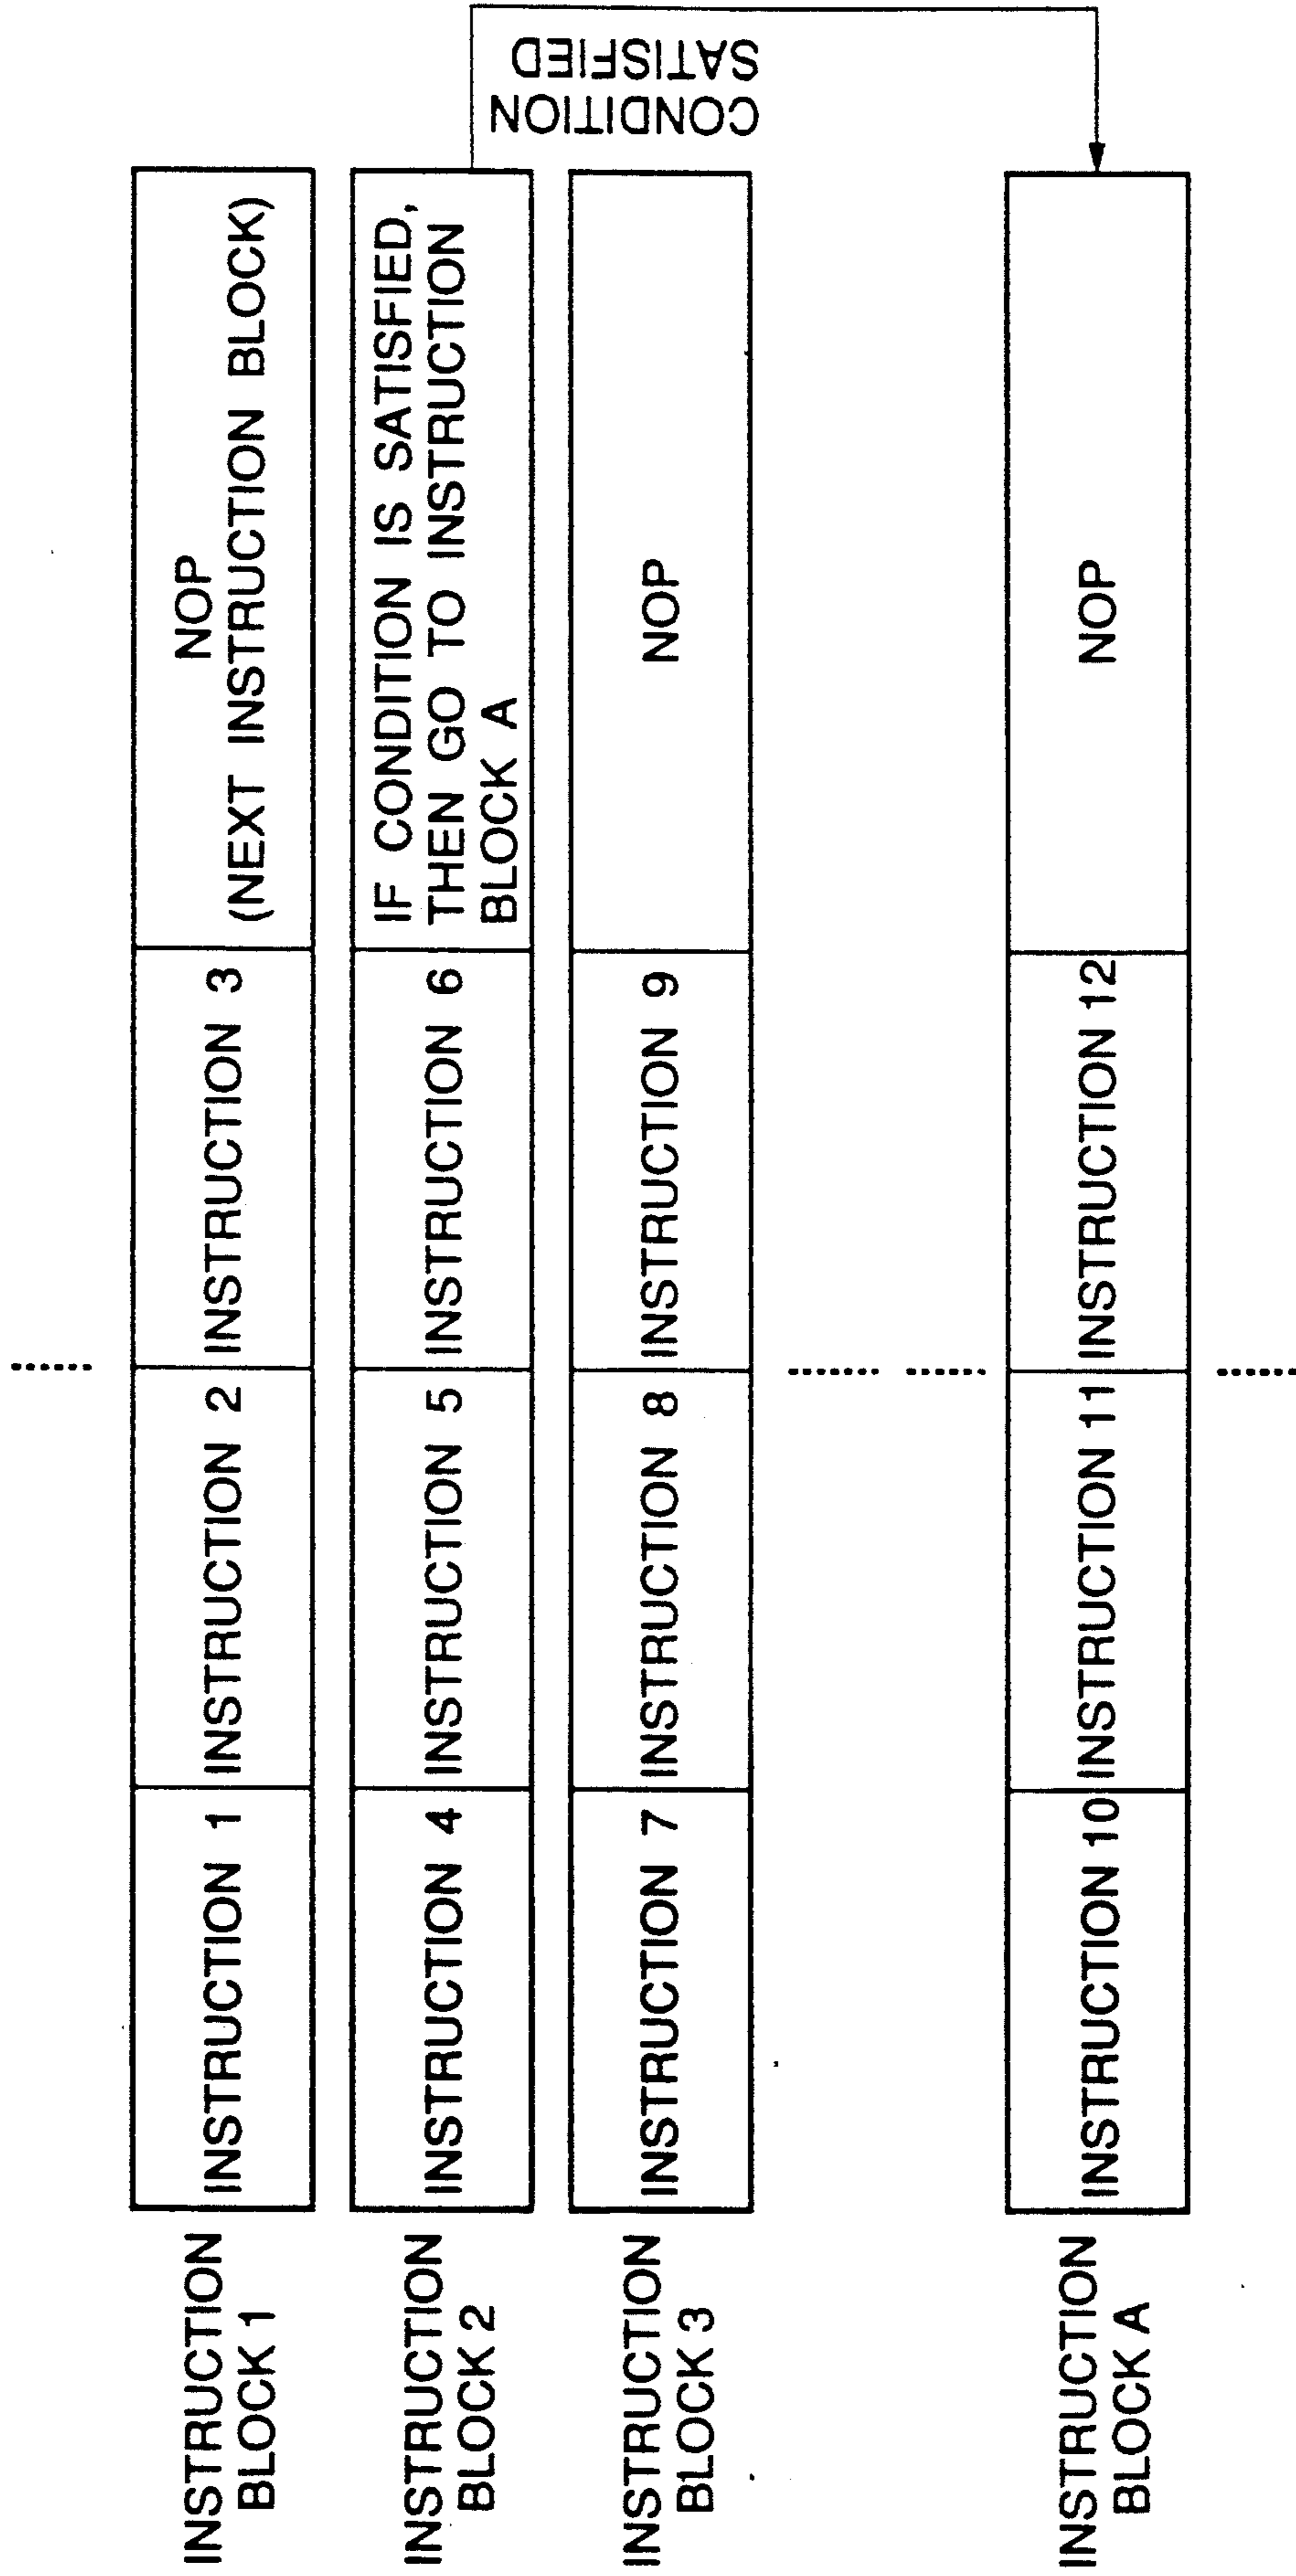 INSTRUCTION
BLOCK 1
INSTRUCTION 1
INSTRUCTION 2
INSTRUCTION 3
NOP
(NEXT INSTRUCTION BLOCK)
INSTRUCTION
BLOCK 2
INSTRUCTION 4
INSTRUCTION 5
INSTRUCTION 6
IF CONDITION IS SATISFIED,
THEN GO TO INSTRUCTION
BLOCK A
CONDITION
SATISFIED
INSTRUCTION
BLOCK 3
INSTRUCTION 7
INSTRUCTION 8
INSTRUCTION 9
NOP
INSTRUCTION
BLOCK A
INSTRUCTION 10
INSTRUCTION 11
INSTRUCTION 12
NOP